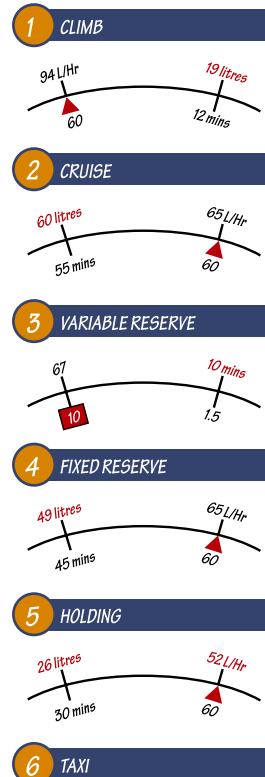 1 CLIMB
94 L/Hr 19 litres
60 12 mins
2 CRUISE
60 litres 65 L/Hr
55 mins 60
3 VARIABLE RESERVE
67 10 mins
10 1.5
4 FIXED RESERVE
49 litres 65 L/Hr
45 mins 60
5 HOLDING
26 litres 52 L/Hr
30 mins 60
6 TAXI